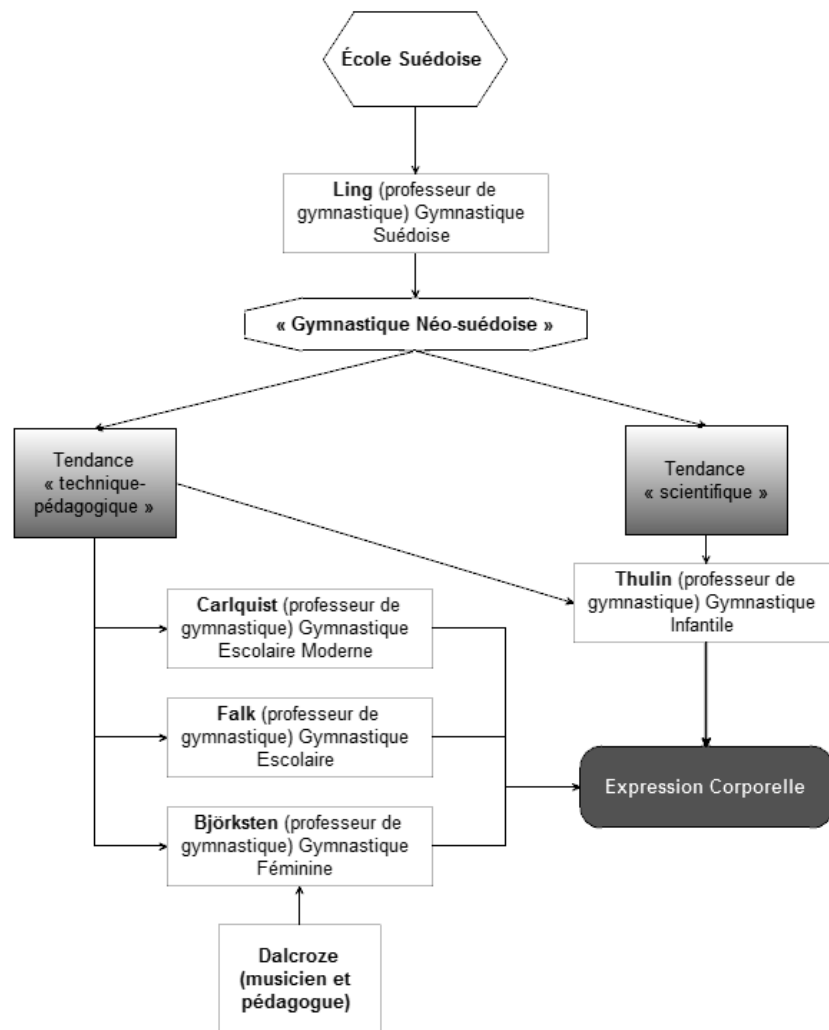 École Suédoise
Ling (professeur de
gymnastique) Gymnastique
Suédoise
« Gymnastique Néo-suédoise »
Tendance
« technique-
pédagogique »
Tendance
« scientifique »
Thulin (professeur de
gymnastique) Gymnastique
Infantile
Carlquist (professeur de
gymnastique) Gymnastique
Escolaire Moderne
Falk (professeur de
gymnastique) Gymnastique
Escolaire
Expression Corporelle
Björksten (professeur de
gymnastique) Gymnastique
Féminine
Dalcroze
(musicien et
pédagogue)